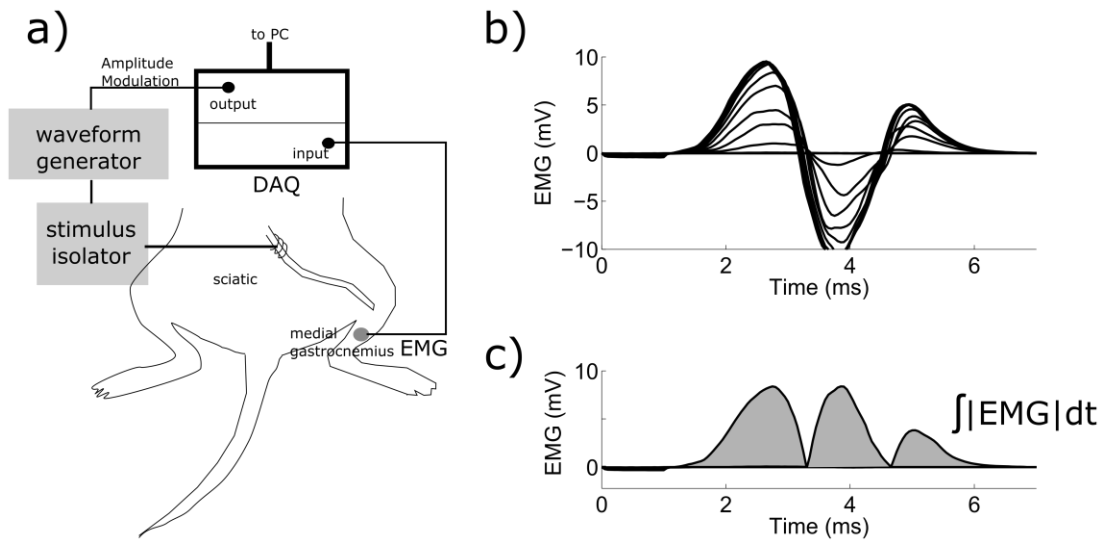 a)
to PC
Amplitude
Modulation
output
input
DAQ
waveform
generator
stimulus
isolator
sciatic
medial
gastrocnemius
EMG
b)
EMG (mV)
10
5
0
−5
−10
0 2 4 6
Time (ms)
c)
EMG (mV)
10
0
∫|EMG|dt
0 2 4 6
Time (ms)